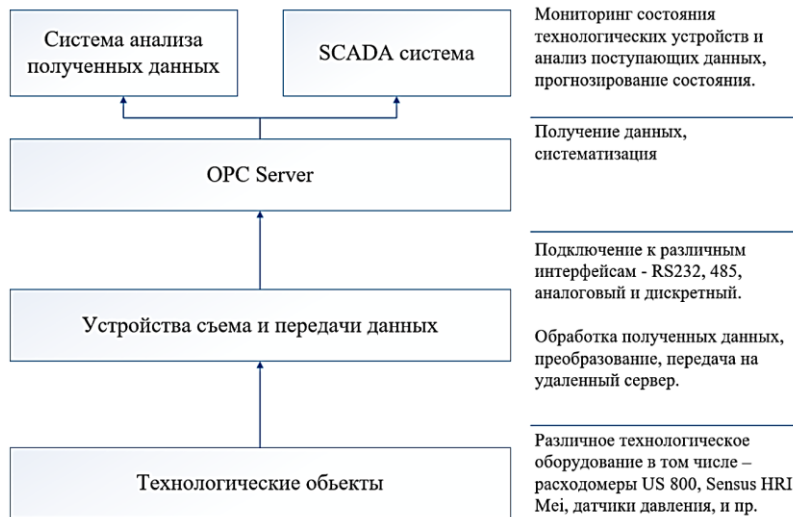 Система анализа
полученных данных
SCADA система
Мониторинг состояния
технологических устройств и
анализ поступающих данных,
прогнозирование состояния.
OPC Server
Получение данных,
систематизация
Устройства съема и передачи данных
Подключение к различным
интерфейсам - RS232, 485,
аналоговый и дискретный.
Обработка полученных данных,
преобразование, передача на
удаленный сервер.
Технологические обьекты
Различное технологическое
оборудование в том числе –
расходомеры US 800, Sensus HRI
Mei, датчики давления, и пр.